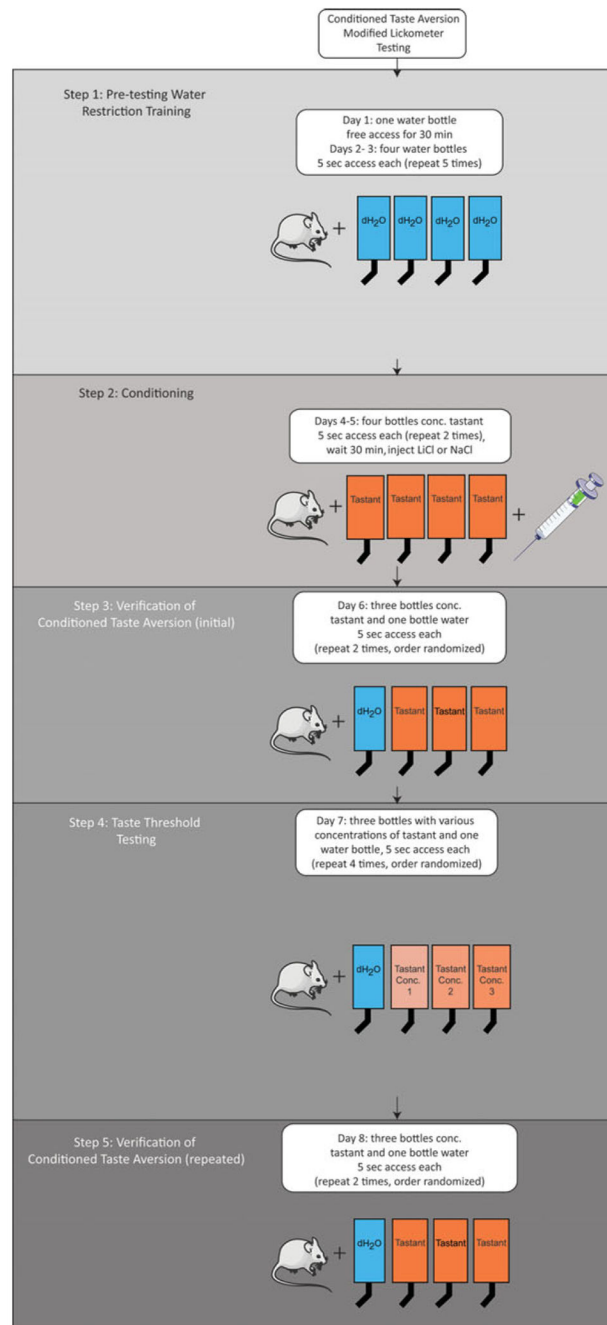 Conditioned Taste Aversion
Modified Lickometer
Testing
Step 1: Pre-testing Water
Restriction Training
Day 1: one water bottle
free access for 30 min
Days 2- 3: four water bottles
5 sec access each (repeat 5 times)
+
dH₂O dH₂O dH₂O dH₂O
Step 2: Conditioning
Days 4-5: four bottles conc. tastant
5 sec access each (repeat 2 times),
wait 30 min, inject LiCl or NaCl
+ Tastant Tastant Tastant Tastant +
Step 3: Verification of
Conditioned Taste Aversion (initial)
Day 6: three bottles conc.
tastant and one bottle water
5 sec access each
(repeat 2 times, order randomized)
+ dH₂O Tastant Tastant Tastant
Step 4: Taste Threshold
Testing
Day 7: three bottles with various
concentrations of tastant and one
water bottle, 5 sec access each
(repeat 4 times, order randomized)
+ dH₂O
Tastant Tastant Tastant
Conc. Conc. Conc.
1 2 3
Step 5: Verification of
Conditioned Taste Aversion (repeated)
Day 8: three bottles conc.
tastant and one bottle water
5 sec access each
(repeat 2 times, order randomized)
+ dH₂O Tastant Tastant Tastant